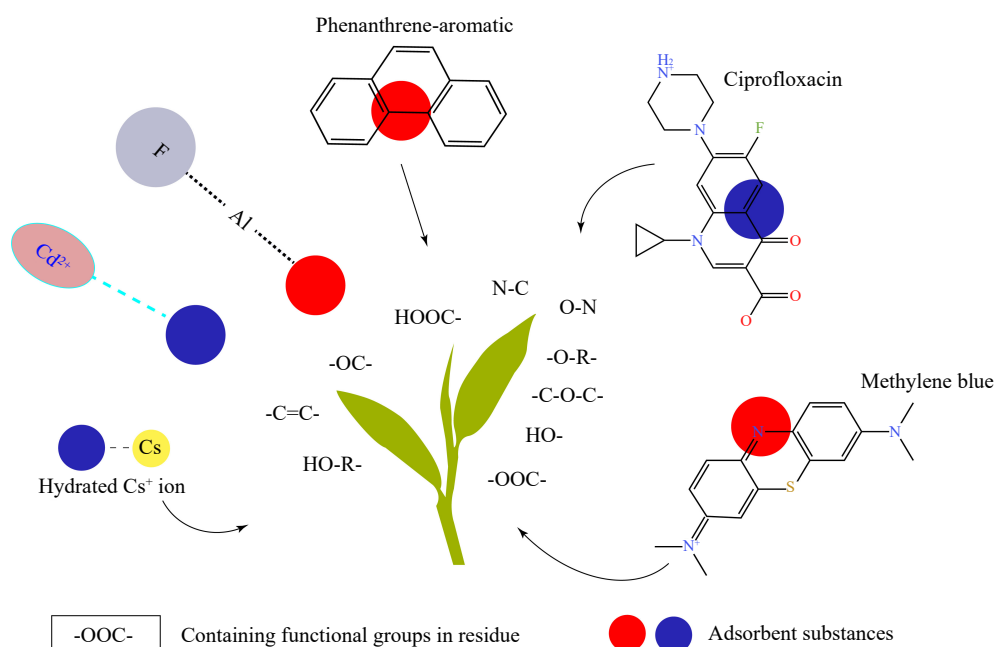 Phenanthrene-aromatic
H2
N+
Ciprofloxacin
N
F
F
Al
Cd2+
N
O
O
O
N-C
O-N
HOOC-
-OC-
-O-R-
-C=C-
-C-O-C-
Methylene blue
HO-
N
N
Cs
HO-R-
-OOC-
S
Hydrated Cs+ ion
N+
-OOC-
Containing functional groups in residue
Adsorbent substances